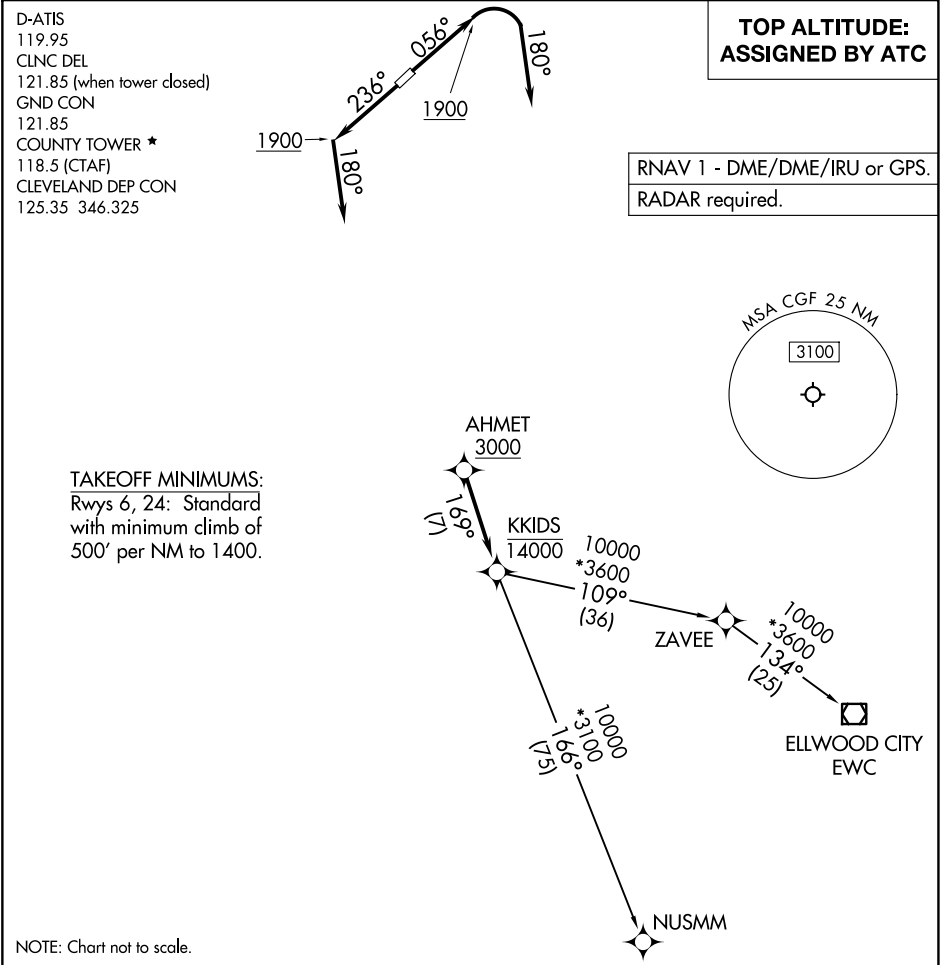 D-ATIS
119.95
CLNC DEL
121.85 (when tower closed)
GND CON
121.85
COUNTY TOWER ★
118.5 (CTAF)
CLEVELAND DEP CON
125.35 346.325
236°
056°
180°
1900
1900
180°
TOP ALTITUDE:
ASSIGNED BY ATC
RNAV 1 - DME/DME/IRU or GPS.
RADAR required.
MSA CGF 25 NM
3100
TAKEOFF MINIMUMS:
Rwys 6, 24: Standard
with minimum climb of
500' per NM to 1400.
AHMET
3000
169°
(7)
KKIDS
14000
10000
*3600
109°
(36)
ZAVEE
10000
*3600
134°
(25)
ELLWOOD CITY
EWC
10000
*3100
166°
(75)
NUSMM
NOTE: Chart not to scale.